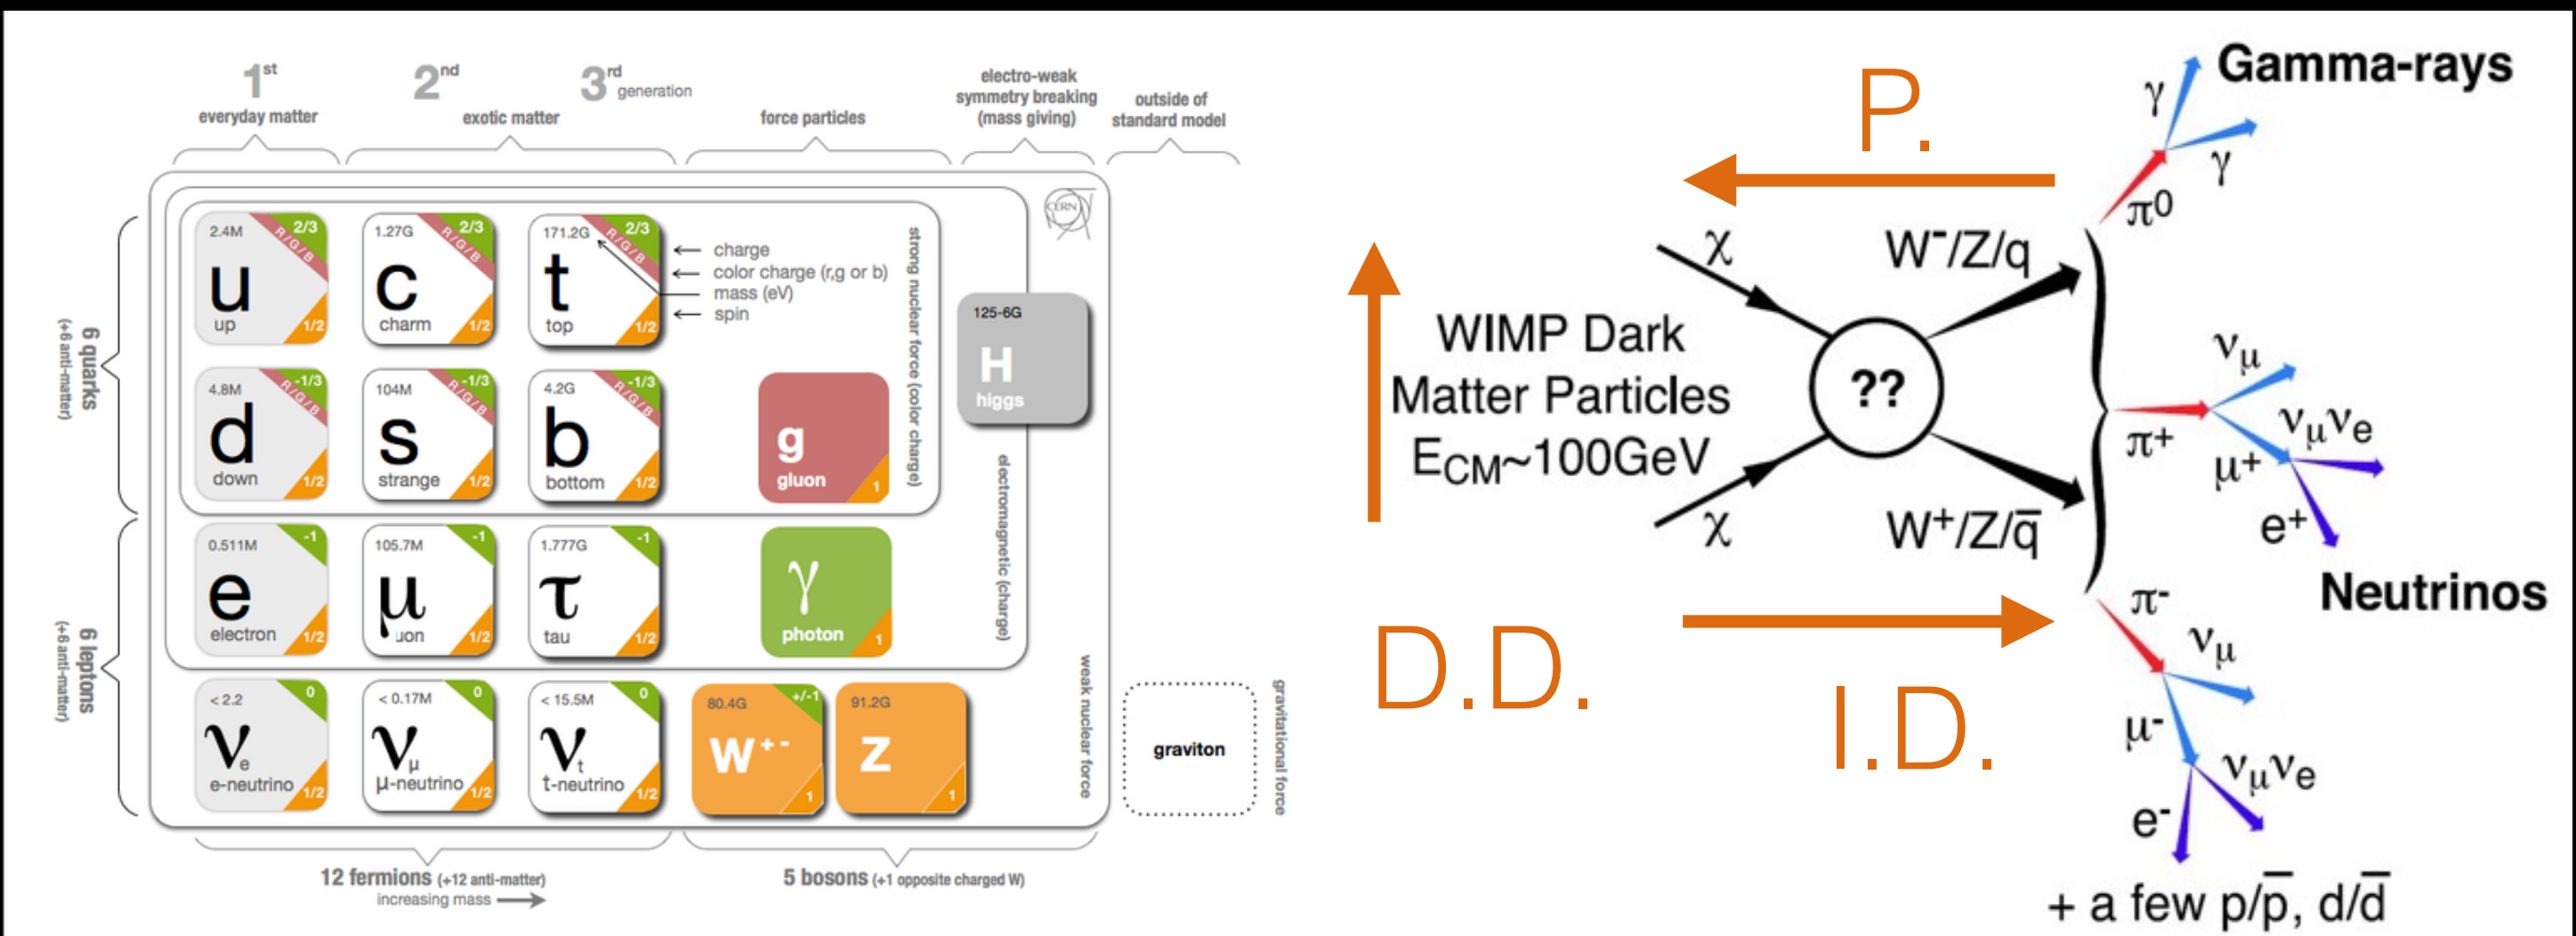 1st
2nd
3rd generation
everyday matter
exotic matter
force particles
electro-weak
symmetry breaking
(mass giving)
outside of
standard model
CERN
6 quarks
(+6 anti-matter)
2.4M
2/3
R/G/B
u
up
1/2
1.27G
2/3
R/G/B
c
charm
1/2
171.2G
2/3
R/G/B
t
top
1/2
charge
color charge (r,g or b)
mass (eV)
spin
strong nuclear force (color charge)
125-6G
H
higgs
4.8M
-1/3
R/G/B
d
down
1/2
104M
-1/3
R/G/B
s
strange
1/2
4.2G
-1/3
R/G/B
b
bottom
1/2
g
gluon
1
electromagnetic (charge)
6 leptons
(+6 anti-matter)
0.511M
-1
e
electron
1/2
105.7M
-1
μ
uon
1/2
1.777G
-1
τ
tau
1/2
γ
photon
1
weak nuclear force
< 2.2
0
νe
e-neutrino
1/2
< 0.17M
0
νμ
μ-neutrino
1/2
< 15.5M
0
νt
t-neutrino
1/2
80.4G
+/-1
W+-
1
91.2G
Z
1
graviton
gravitational force
12 fermions (+12 anti-matter)
increasing mass
5 bosons (+1 opposite charged W)
P.
D.D.
I.D.
χ
WIMP Dark
Matter Particles
ECM~100GeV
χ
??
W-/Z/q
W+/Z/q̅
Gamma-rays
γ
γ
π0
νμ
π+
νμνe
μ+
e+
Neutrinos
π-
νμ
μ-
νμνe
e-
+ a few p/p̅, d/d̅